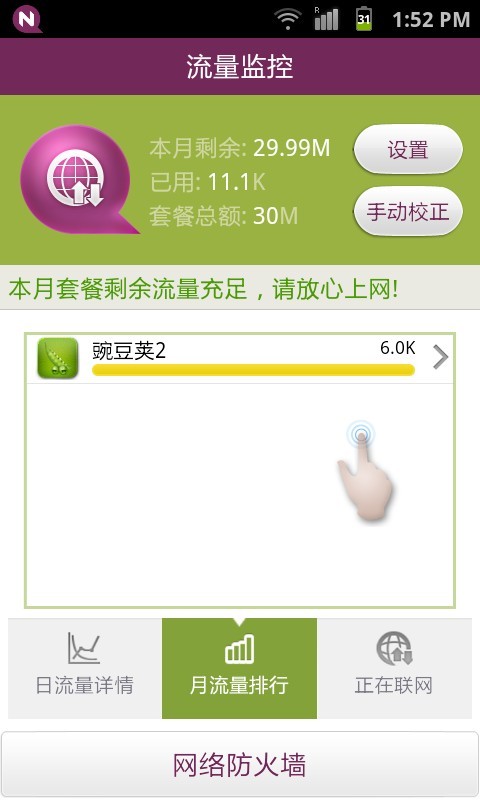 N
R
31
1:52 PM
流量监控
本月剩余: 29.99M
已用: 11.1K
套餐总额: 30M
设置
手动校正
本月套餐剩余流量充足，请放心上网!
豌豆荚2
6.0K
日流量详情
月流量排行
正在联网
网络防火墙